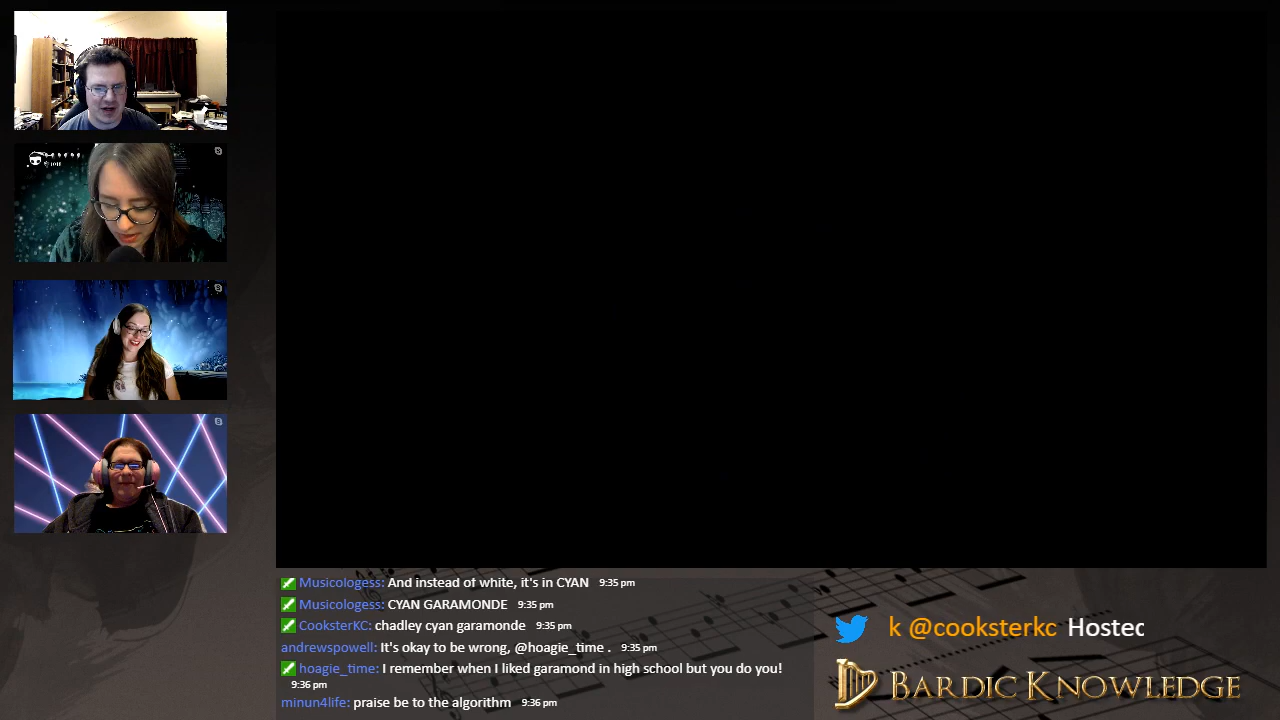 Musicologess: And instead of white, it's in CYAN 9:35 pm
Musicologess: CYAN GARAMONDE 9:35 pm
CooksterKC: chadley cyan garamonde 9:35 pm
andrewspowell: It's okay to be wrong, @hoagie_time . 9:35 pm
hoagie_time: I remember when I liked garamond in high school but you do you!
9:36 pm
minun4life: praise be to the algorithm 9:36 pm
k @cooksterkc Hostec
BARDIC KNOWLEDGE